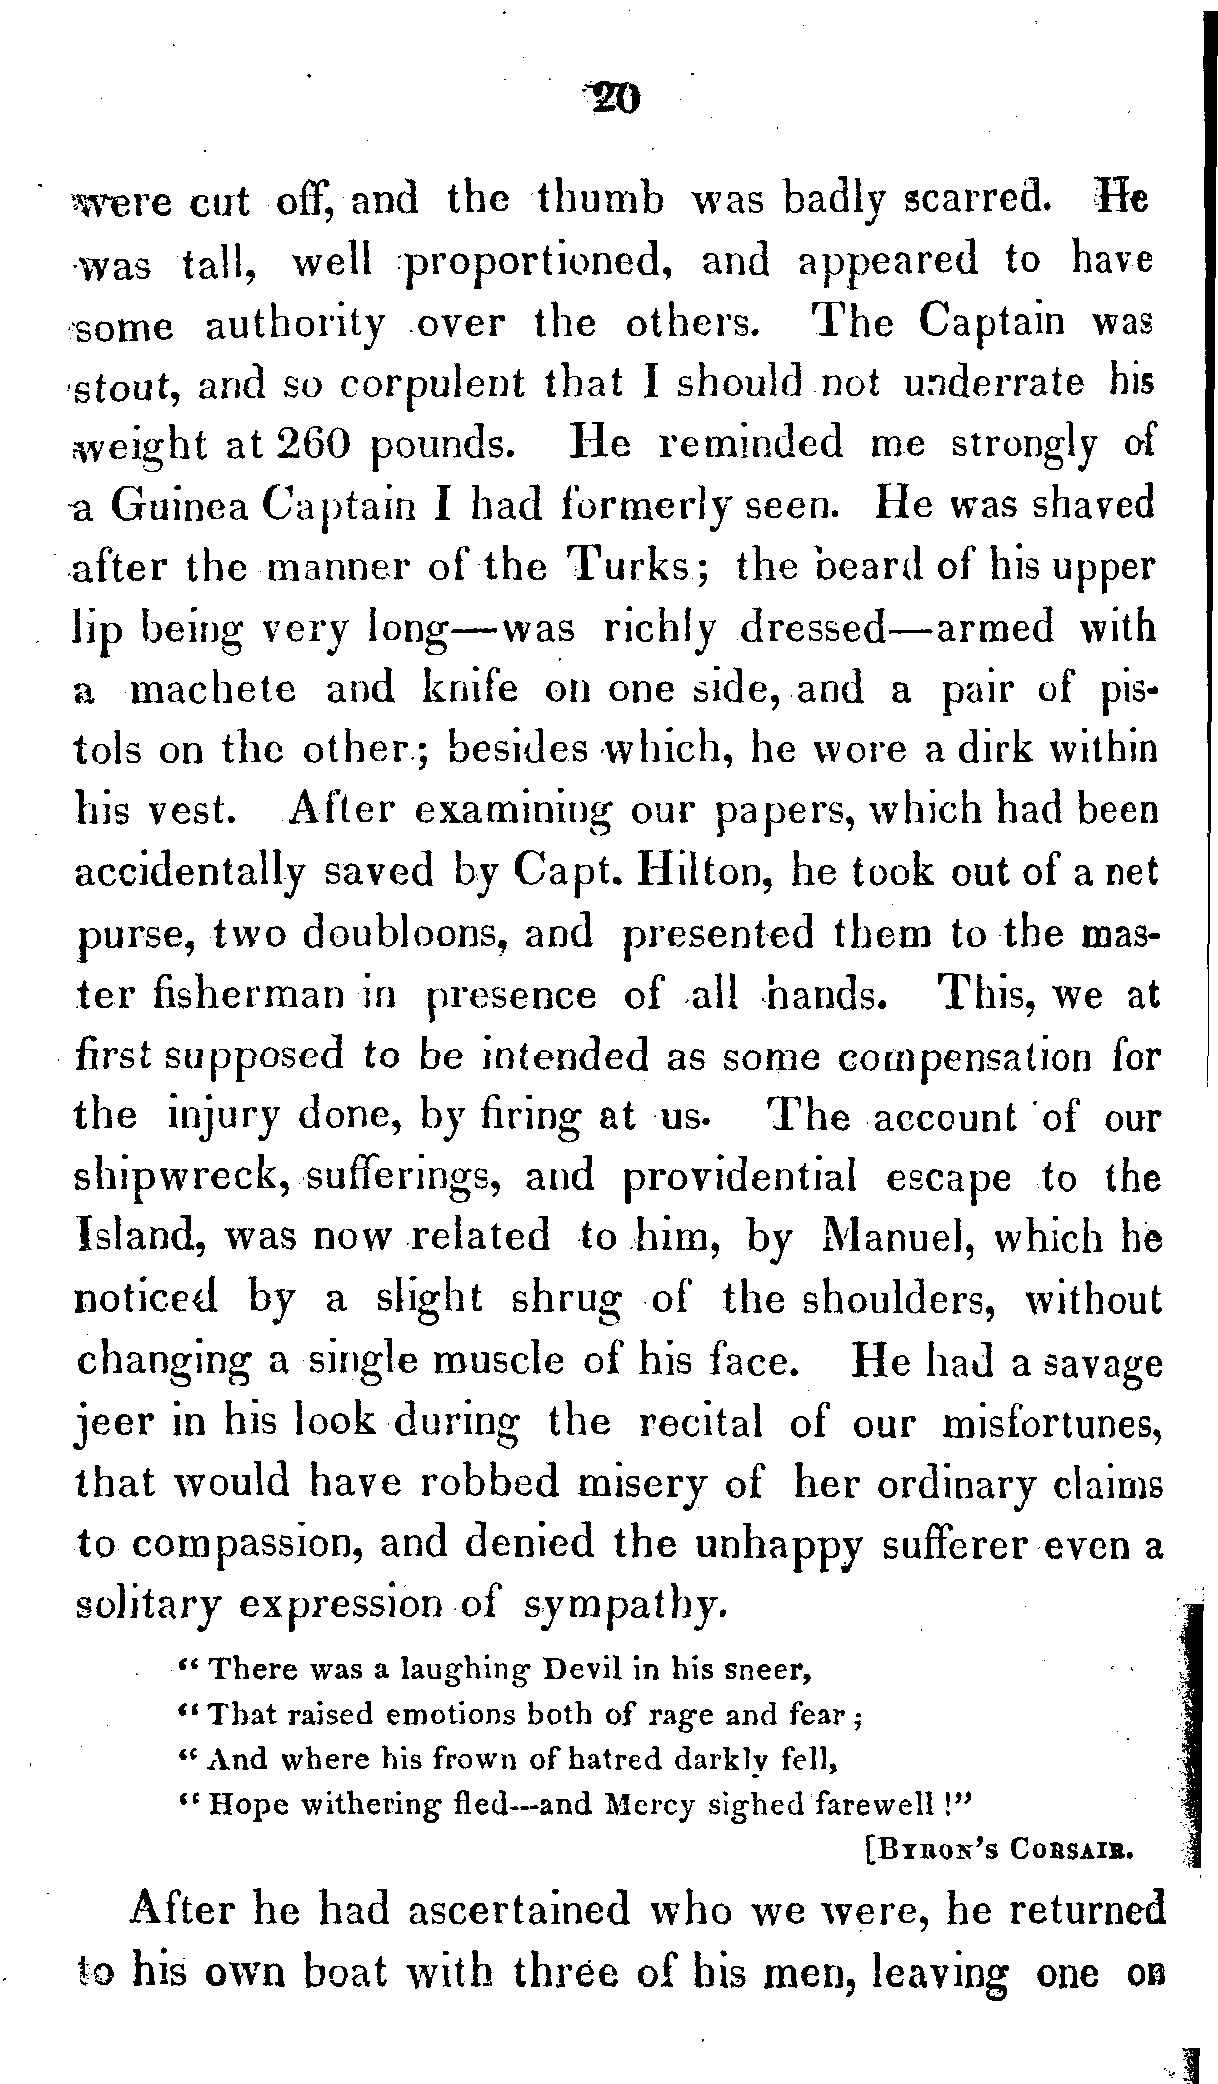 20
were cut off, and the thumb was badly scarred. He
was tall, well proportioned, and appeared to have
some authority over the others. The Captain was
stout, and so corpulent that I should not underrate his
weight at 260 pounds. He reminded me strongly of
a Guinea Captain I had formerly seen. He was shaved
after the manner of the Turks; the beard of his upper
lip being very long—was richly dressed—armed with
a machete and knife on one side, and a pair of pis-
tols on the other; besides which, he wore a dirk within
his vest. After examining our papers, which had been
accidentally saved by Capt. Hilton, he took out of a net
purse, two doubloons, and presented them to the mas-
ter fisherman in presence of all hands. This, we at
first supposed to be intended as some compensation for
the injury done, by firing at us. The account of our
shipwreck, sufferings, and providential escape to the
Island, was now related to him, by Manuel, which he
noticed by a slight shrug of the shoulders, without
changing a single muscle of his face. He had a savage
jeer in his look during the recital of our misfortunes,
that would have robbed misery of her ordinary claims
to compassion, and denied the unhappy sufferer even a
solitary expression of sympathy.
"There was a laughing Devil in his sneer,
"That raised emotions both of rage and fear;
"And where his frown of hatred darkly fell,
"Hope withering fled—and Mercy sighed farewell!"
[Byron's Corsair.
After he had ascertained who we were, he returned
to his own boat with three of his men, leaving one on